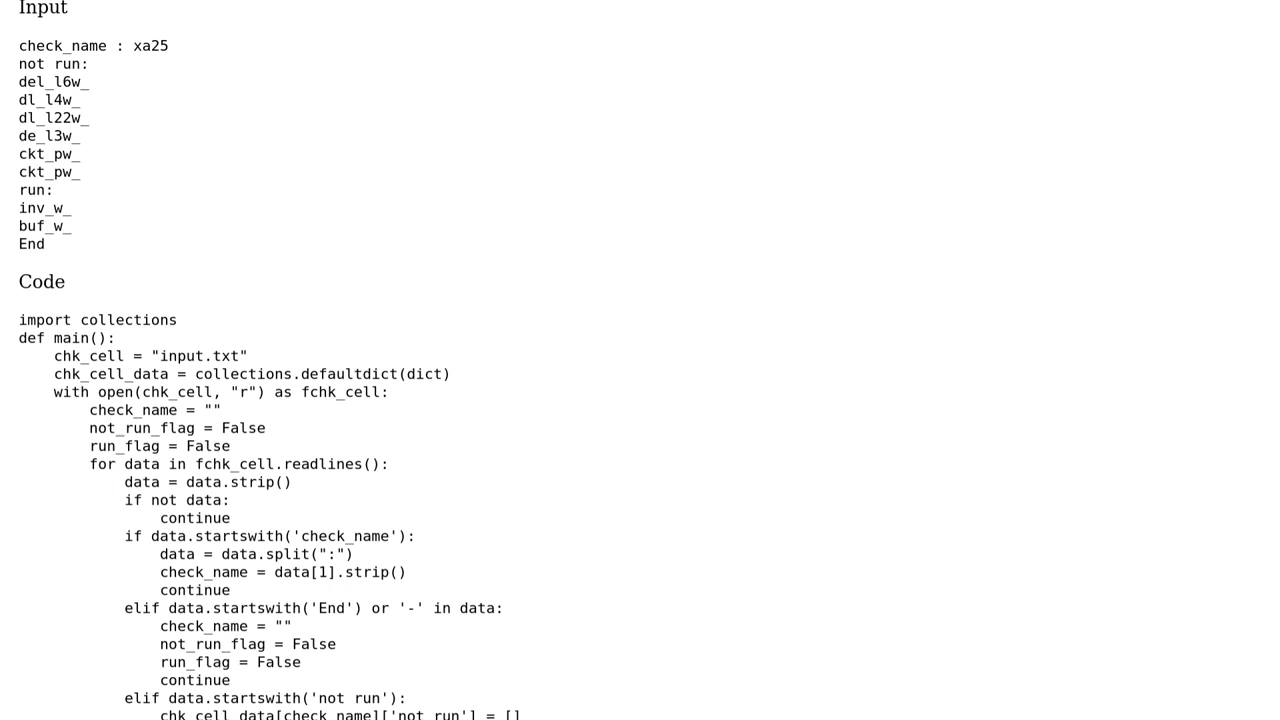 Input
check_name : xa25
not run:
del_l6w_
dl_l4w_
dl_l22w_
de_l3w_
ckt_pw_
ckt_pw_
run:
inv_w_
buf_w_
End
Code
import collections
def main():
    chk_cell = "input.txt"
    chk_cell_data = collections.defaultdict(dict)
    with open(chk_cell, "r") as fchk_cell:
        check_name = ""
        not_run_flag = False
        run_flag = False
        for data in fchk_cell.readlines():
            data = data.strip()
            if not data:
                continue
            if data.startswith('check_name'):
                data = data.split(":")
                check_name = data[1].strip()
                continue
            elif data.startswith('End') or '-' in data:
                check_name = ""
                not_run_flag = False
                run_flag = False
                continue
            elif data.startswith('not run'):
                chk_cell_data[check_name]['not run'] = []